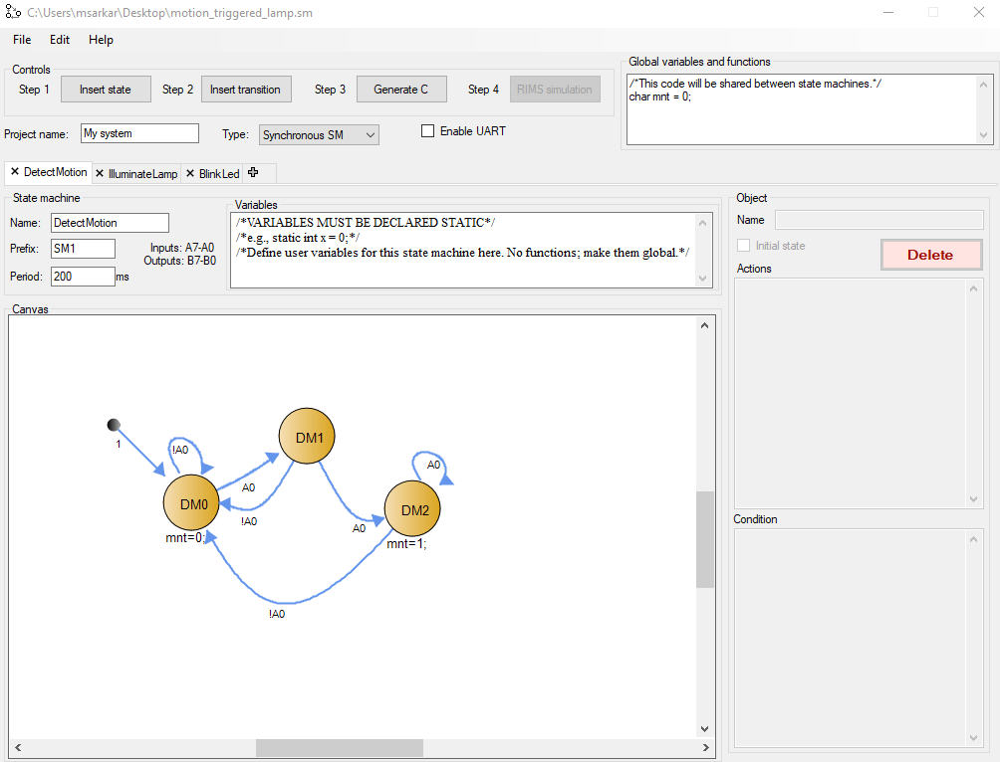 C:\Users\msarkar\Desktop\motion_triggered_lamp.sm
File Edit Help
Controls
Step 1 Insert state Step 2 Insert transition Step 3 Generate C Step 4 RIMS simulation
Global variables and functions
/*This code will be shared between state machines.*/
char mnt = 0;
Project name: My system Type: Synchronous SM Enable UART
DetectMotion IlluminateLamp BlinkLed
State machine
Name: DetectMotion
Prefix: SM1
Period: 200 ms
Inputs: A7-A0
Outputs: B7-B0
Variables
/*VARIABLES MUST BE DECLARED STATIC*/
/*e.g., static int x = 0;*/
/*Define user variables for this state machine here. No functions; make them global.*/
Object
Name
Initial state
Delete
Actions
Condition
Canvas
1
!A0
DM0
mnt=0;
A0
!A0
DM1
A0
A0
DM2
mnt=1;
!A0